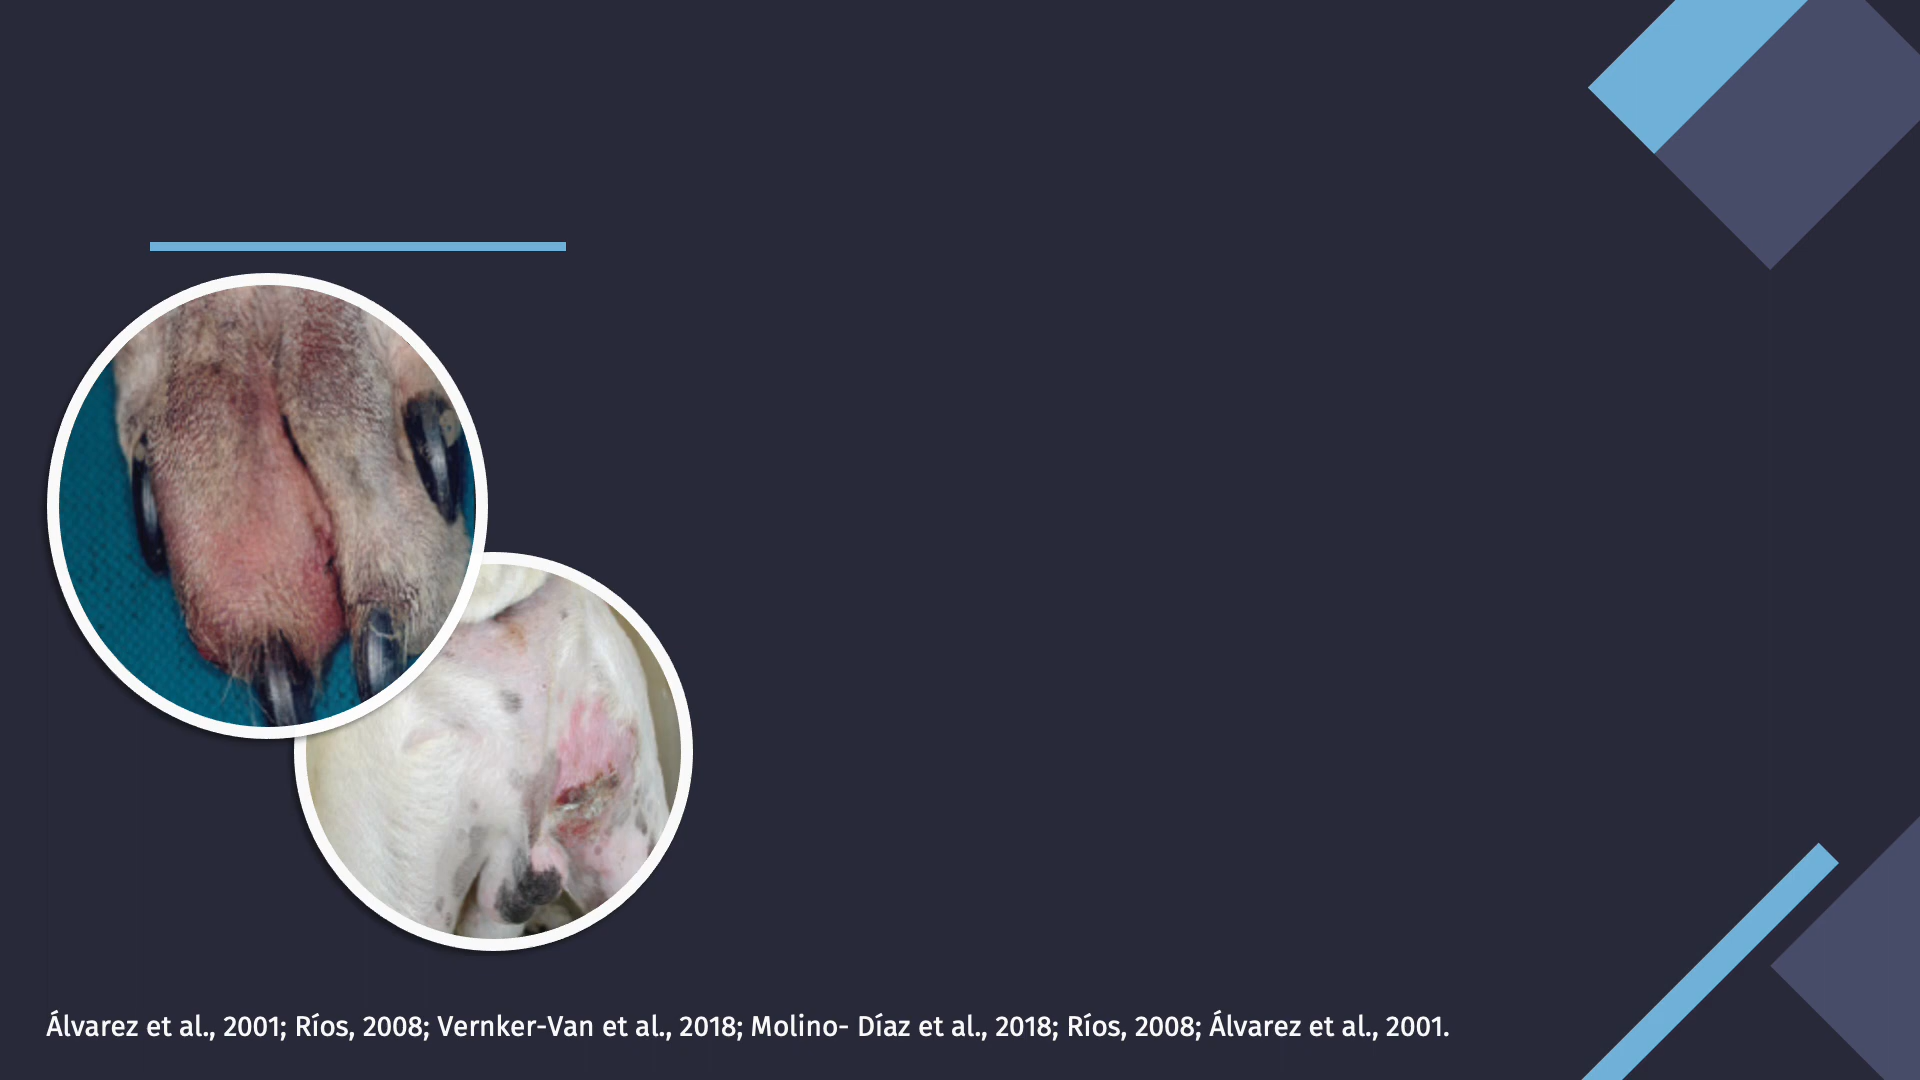 Álvarez et al., 2001; Ríos, 2008; Vernker-Van et al., 2018; Molino- Díaz et al., 2018; Ríos, 2008; Álvarez et al., 2001.